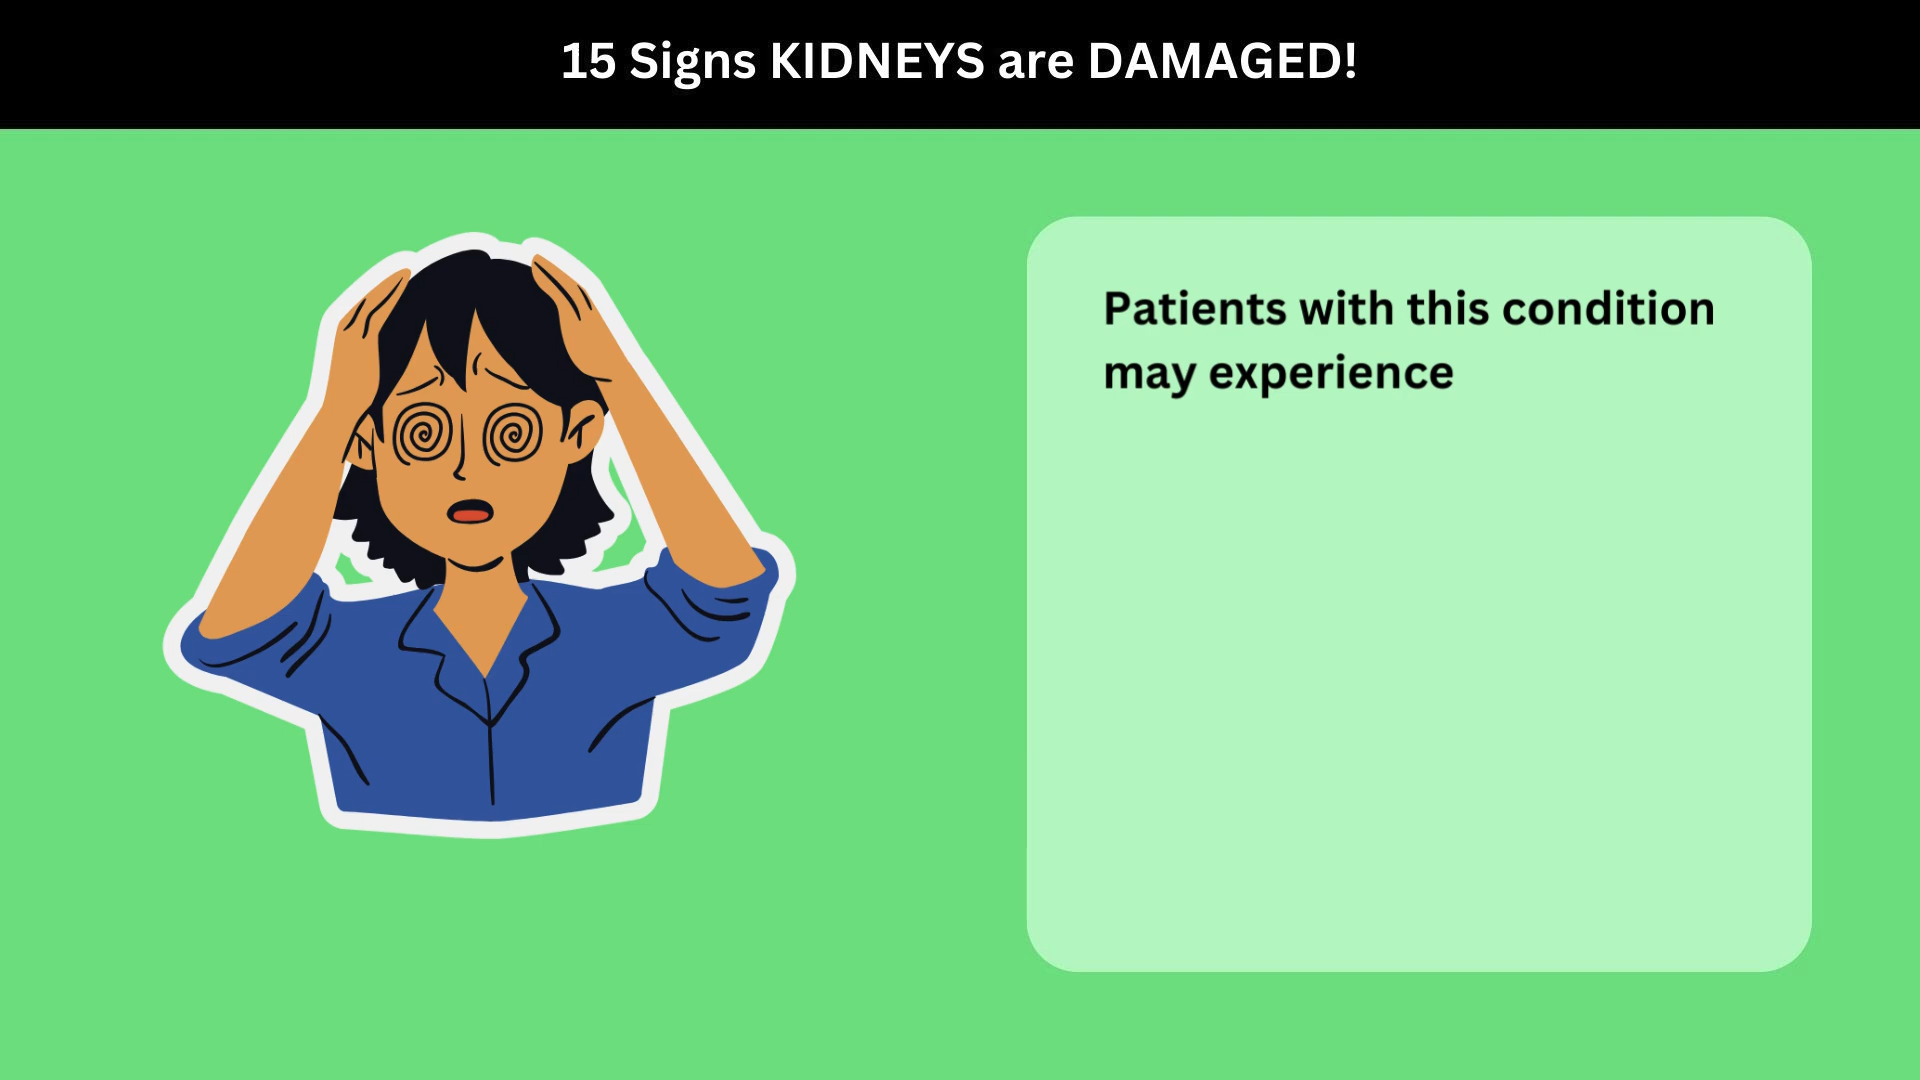 15 Signs KIDNEYS are DAMAGED!
Patients with this condition
may experience